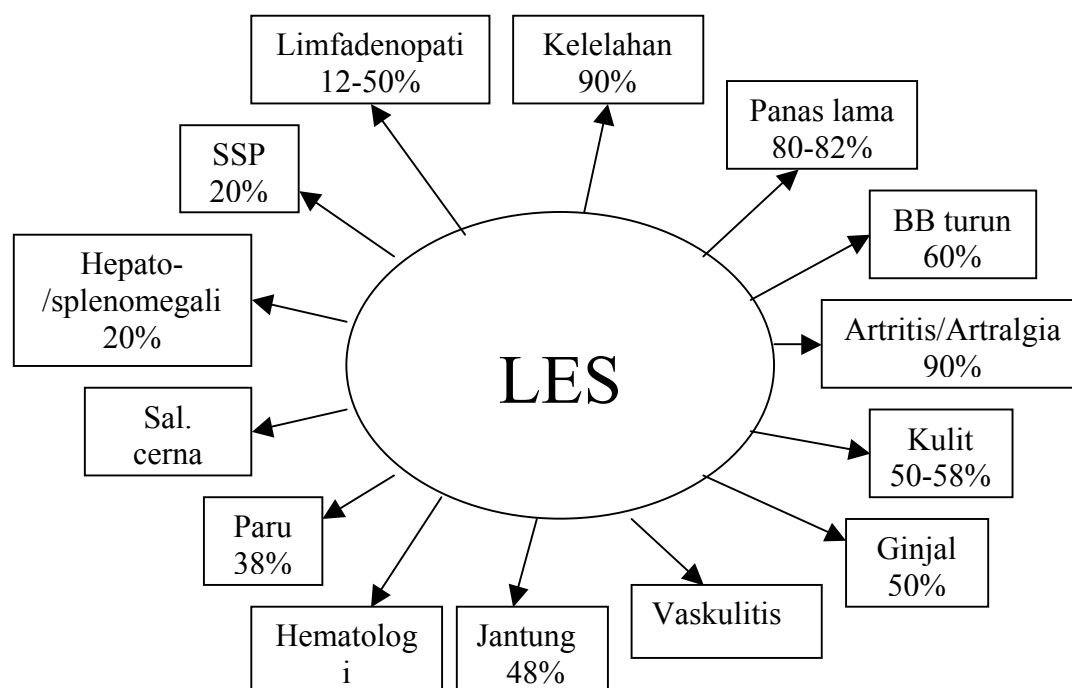 Limfadenopati
12-50%
Kelelahan
90%
Panas lama
80-82%
SSP
20%
BB turun
60%
Hepato-
/splenomegali
20%
Artritis/Artralgia
90%
LES
Sal.
cerna
Kulit
50-58%
Paru
38%
Ginjal
50%
Hematolog
i
Jantung
48%
Vaskulitis